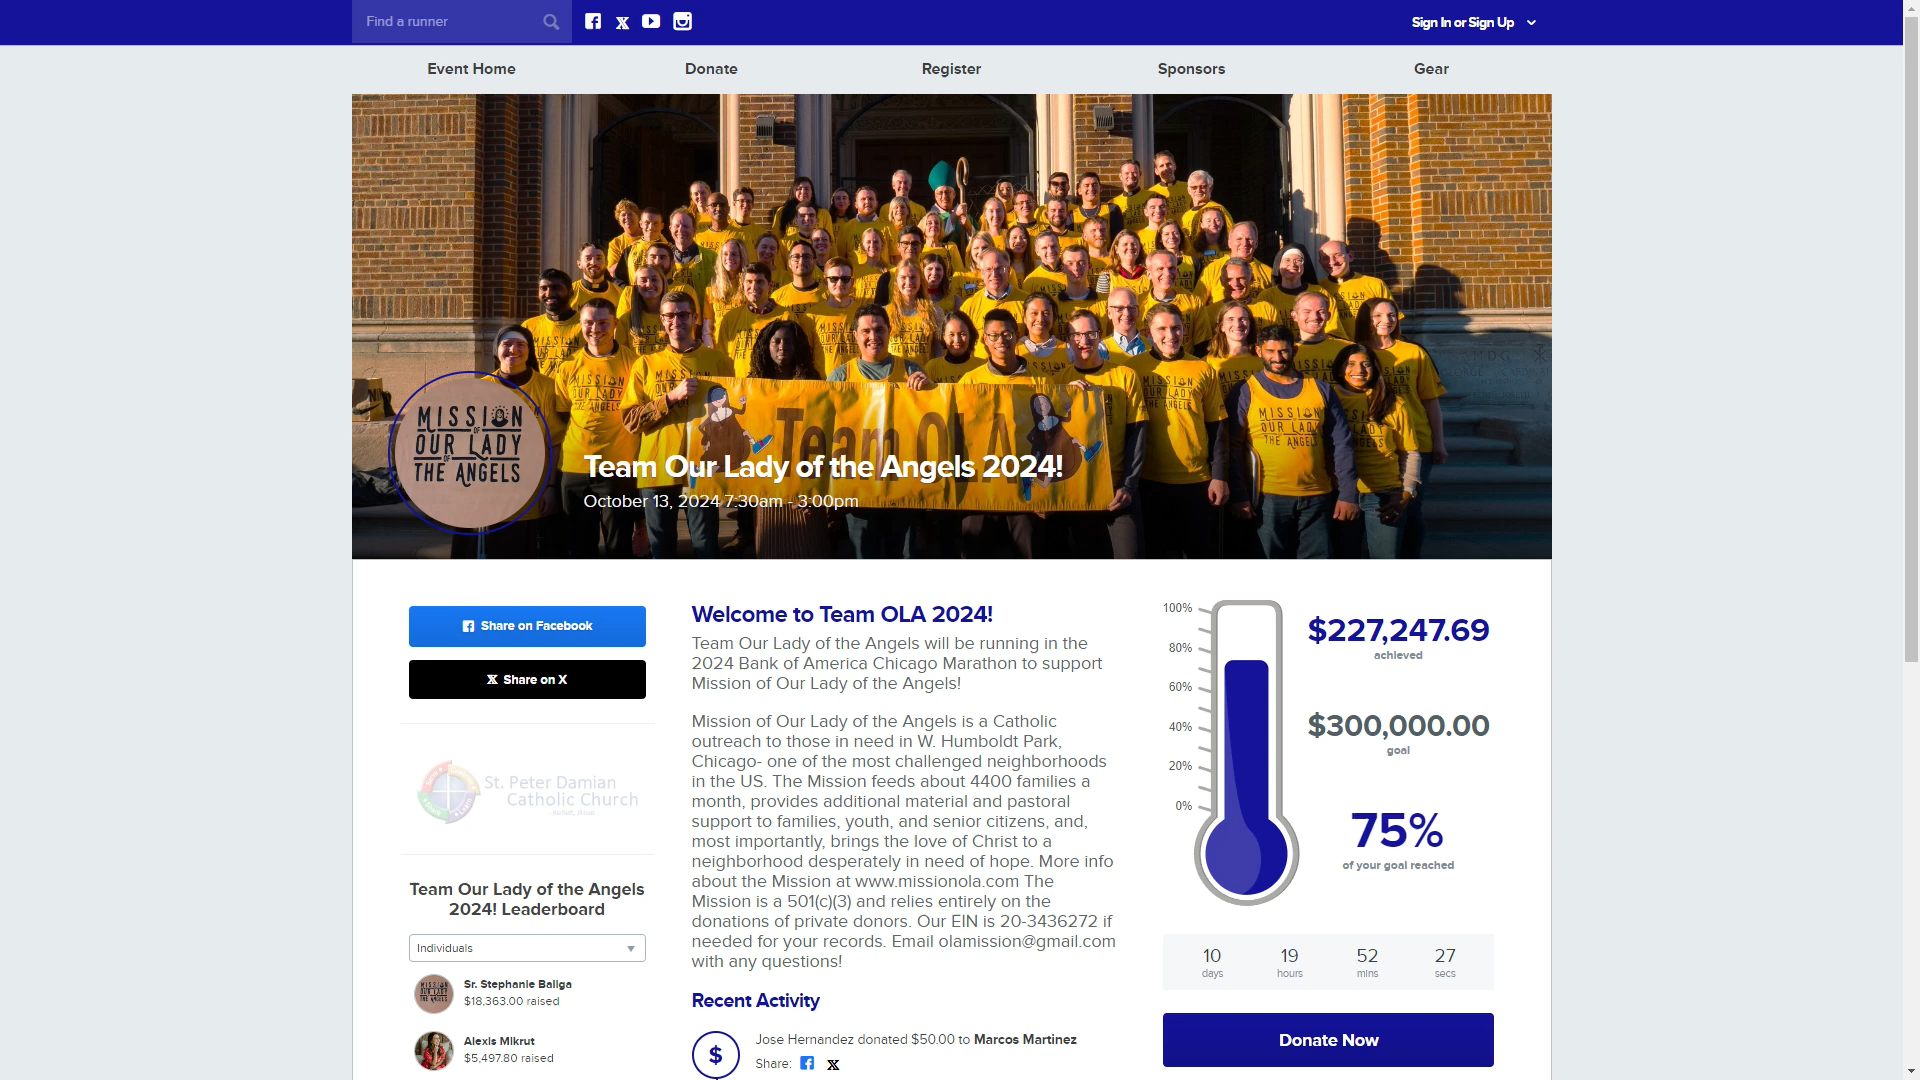 Find a runner
Sign In or Sign Up
Event Home
Donate
Register
Sponsors
Gear
Team OLA
MISSION
OF
OUR LADY
OF
THE ANGELS
Team Our Lady of the Angels 2024!
October 13, 2024 7:30am - 3:00pm
Share on Facebook
X Share on X
St. Peter Damian
Catholic Church
Team Our Lady of the Angels
2024! Leaderboard
Individuals
Sr. Stephanie Baliga
$18,363.00 raised
Alexis Mikrut
$5,497.80 raised
Welcome to Team OLA 2024!
Team Our Lady of the Angels will be running in the
2024 Bank of America Chicago Marathon to support
Mission of Our Lady of the Angels!
Mission of Our Lady of the Angels is a Catholic
outreach to those in need in W. Humboldt Park,
Chicago- one of the most challenged neighborhoods
in the US. The Mission feeds about 4400 families a
month, provides additional material and pastoral
support to families, youth, and senior citizens, and,
most importantly, brings the love of Christ to a
neighborhood desperately in need of hope. More info
about the Mission at www.missionola.com The
Mission is a 501(c)(3) and relies entirely on the
donations of private donors. Our EIN is 20-3436272 if
needed for your records. Email olamission@gmail.com
with any questions!
Recent Activity
$
Jose Hernandez donated $50.00 to Marcos Martinez
Share:
100%
80%
60%
40%
20%
0%
$227,247.69
achieved
$300,000.00
goal
75%
of your goal reached
10 19 52 27
days hours mins secs
Donate Now